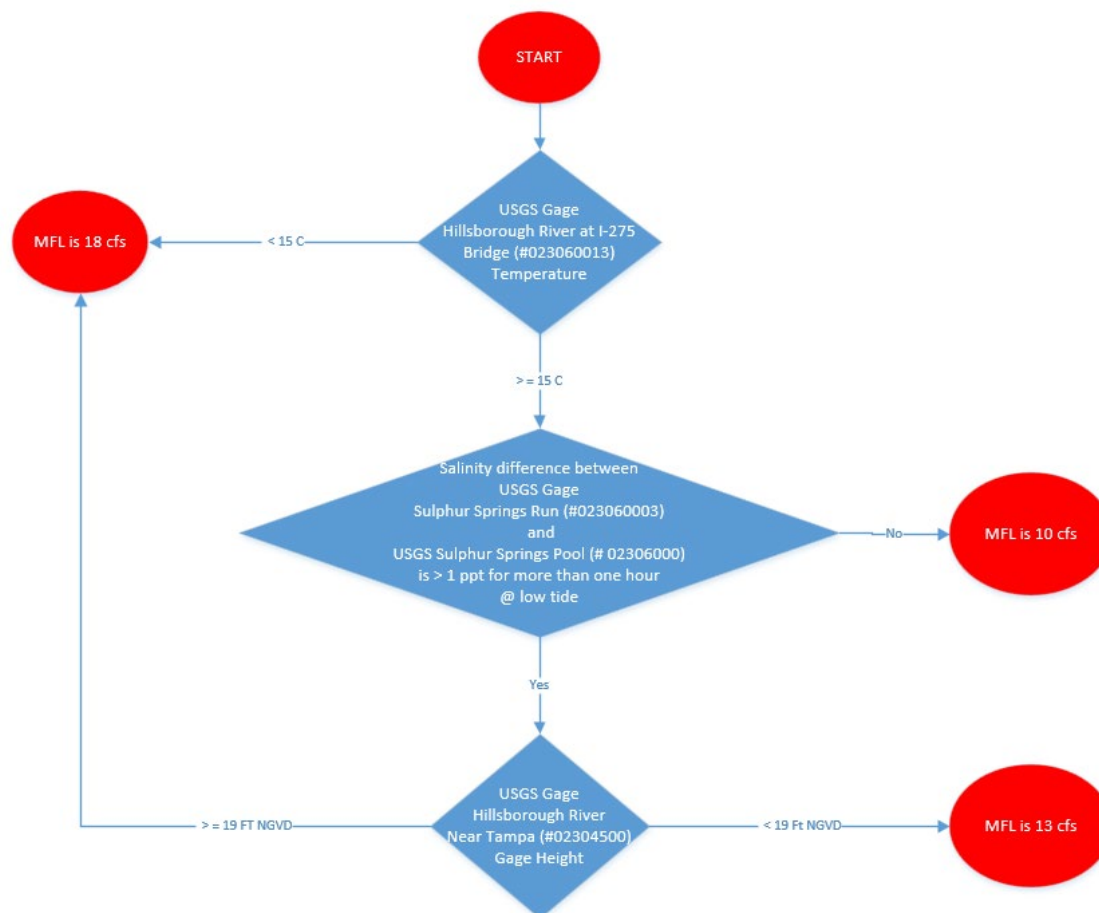 START
USGS Gage
Hillsborough River at I-275
Bridge (#023060013)
Temperature
< 15 C
MFL is 18 cfs
> = 15 C
Salinity difference between
USGS Gage
Sulphur Springs Run (#023060003)
and
USGS Sulphur Springs Pool (# 02306000)
is > 1 ppt for more than one hour
@ low tide
No
MFL is 10 cfs
Yes
USGS Gage
Hillsborough River
Near Tampa (#02304500)
Gage Height
> = 19 FT NGVD
< 19 Ft NGVD
MFL is 13 cfs